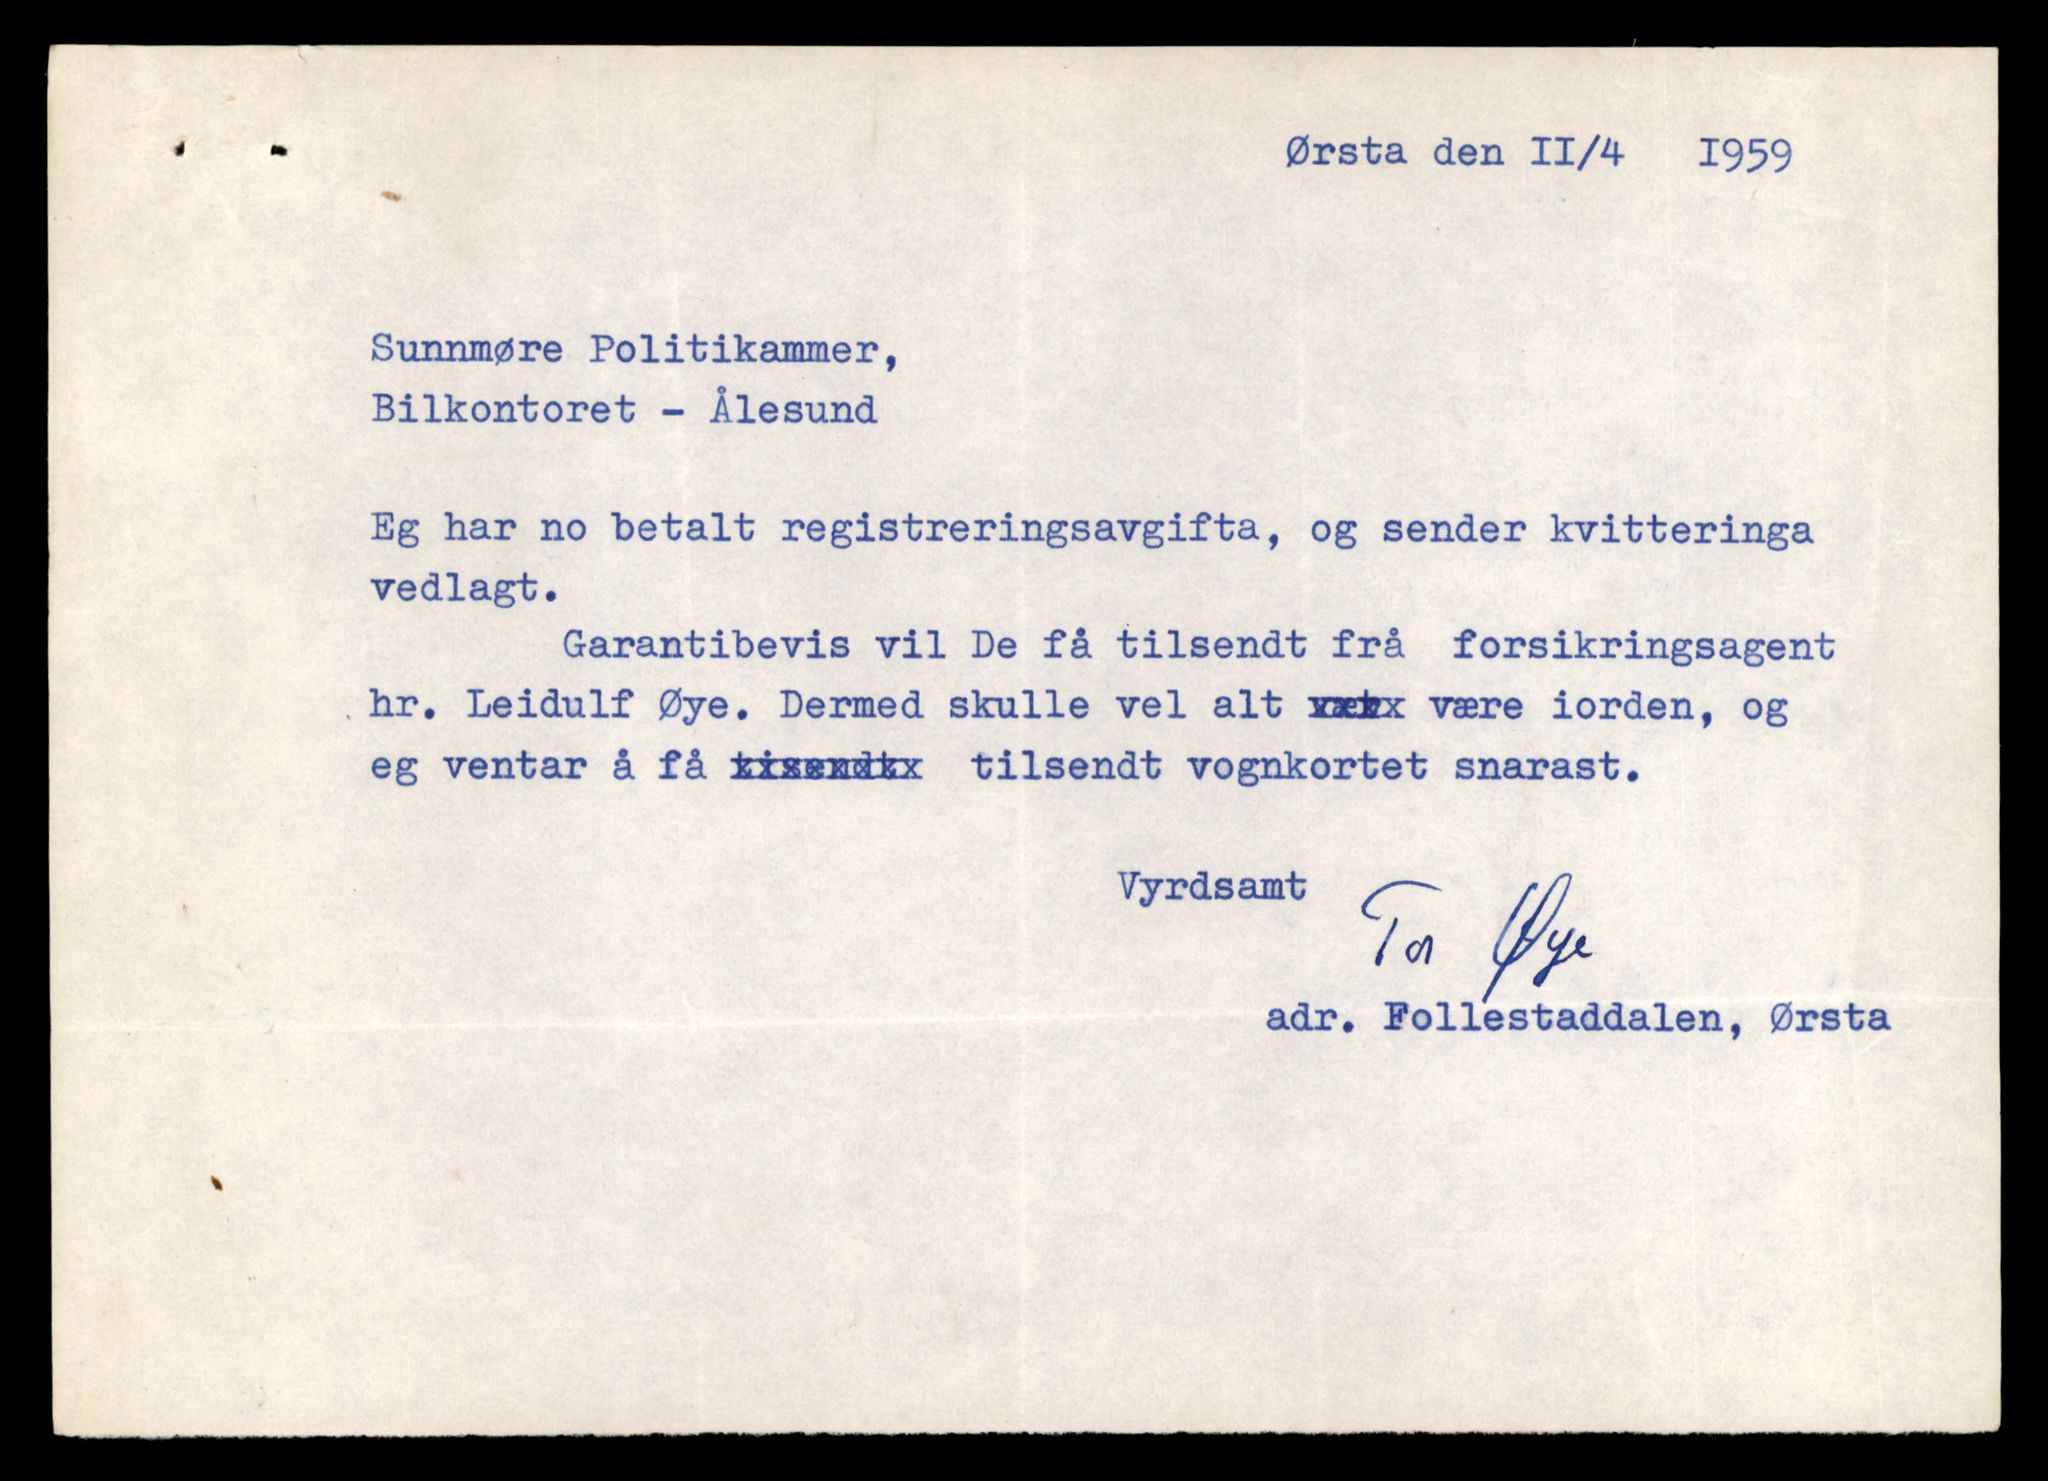 Ørsta den II/4 I959
Sunnmøre Politikammer,
Bilkontoret - Ålesund
Eg har no betalt registreringsavgifta, og sender kvitteringa
vedlagt.
Garantibevis vil De få tilsendt frå forsikringsagent
hr. Leidulf Øye. Dermed skulle vel alt være iorden, og
eg ventar å få tilsendt vognkortet snarast.
Vyrdsamt
Tor Øye
adr. Follestaddalen, Ørsta